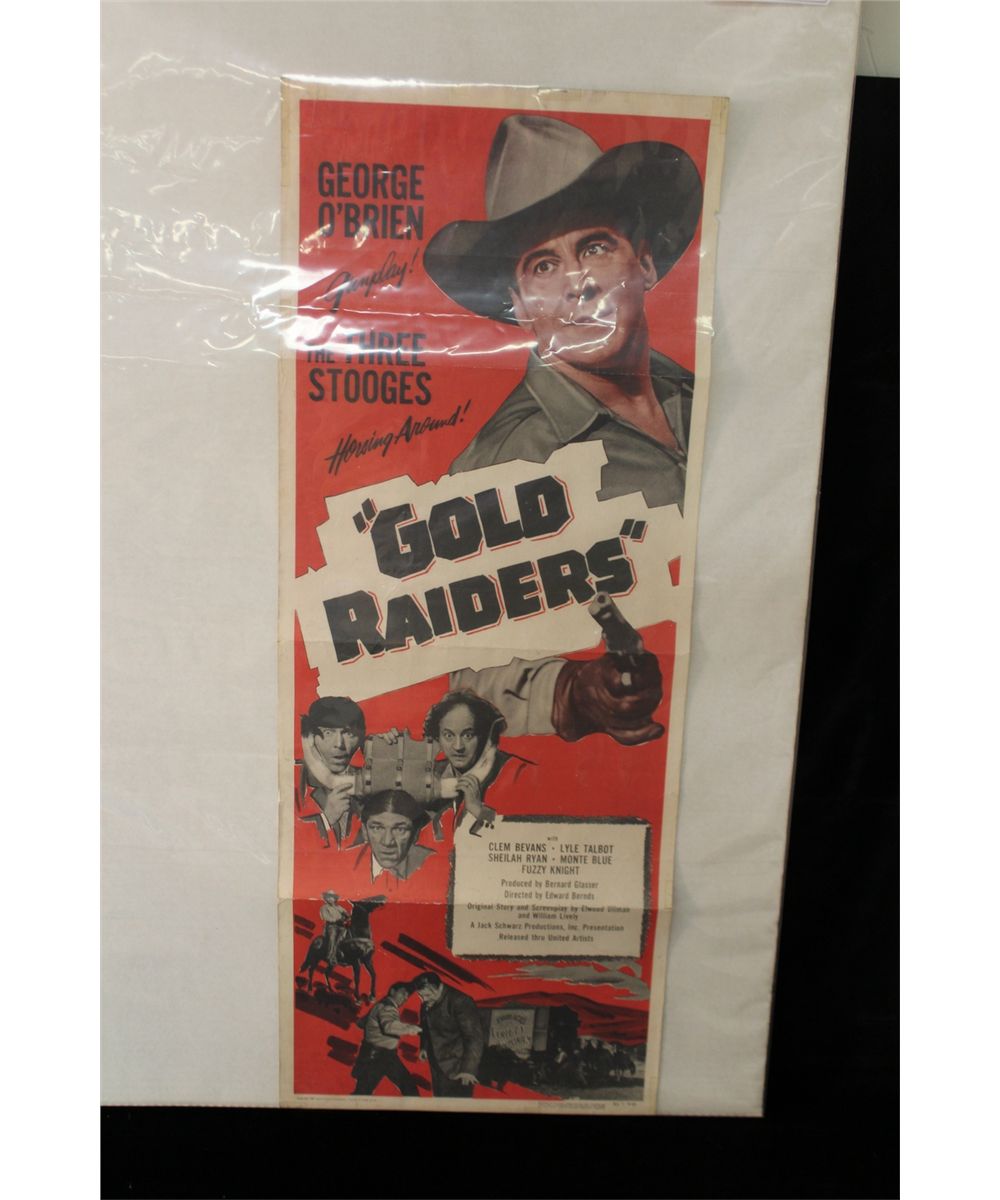 GEORGE
O'BRIEN
Gunplay!
THE THREE
STOOGES
Horsing Around!
"GOLD
RAIDERS"
with
CLEM BEVANS · LYLE TALBOT
SHEILAH RYAN · MONTE BLUE
FUZZY KNIGHT
Produced by Bernard Glasser
Directed by Edward Bernds
Original Story and Screenplay by Elwood Ullman
and William Lively
A Jack Schwarz Productions, Inc. Presentation
Released thru United Artists